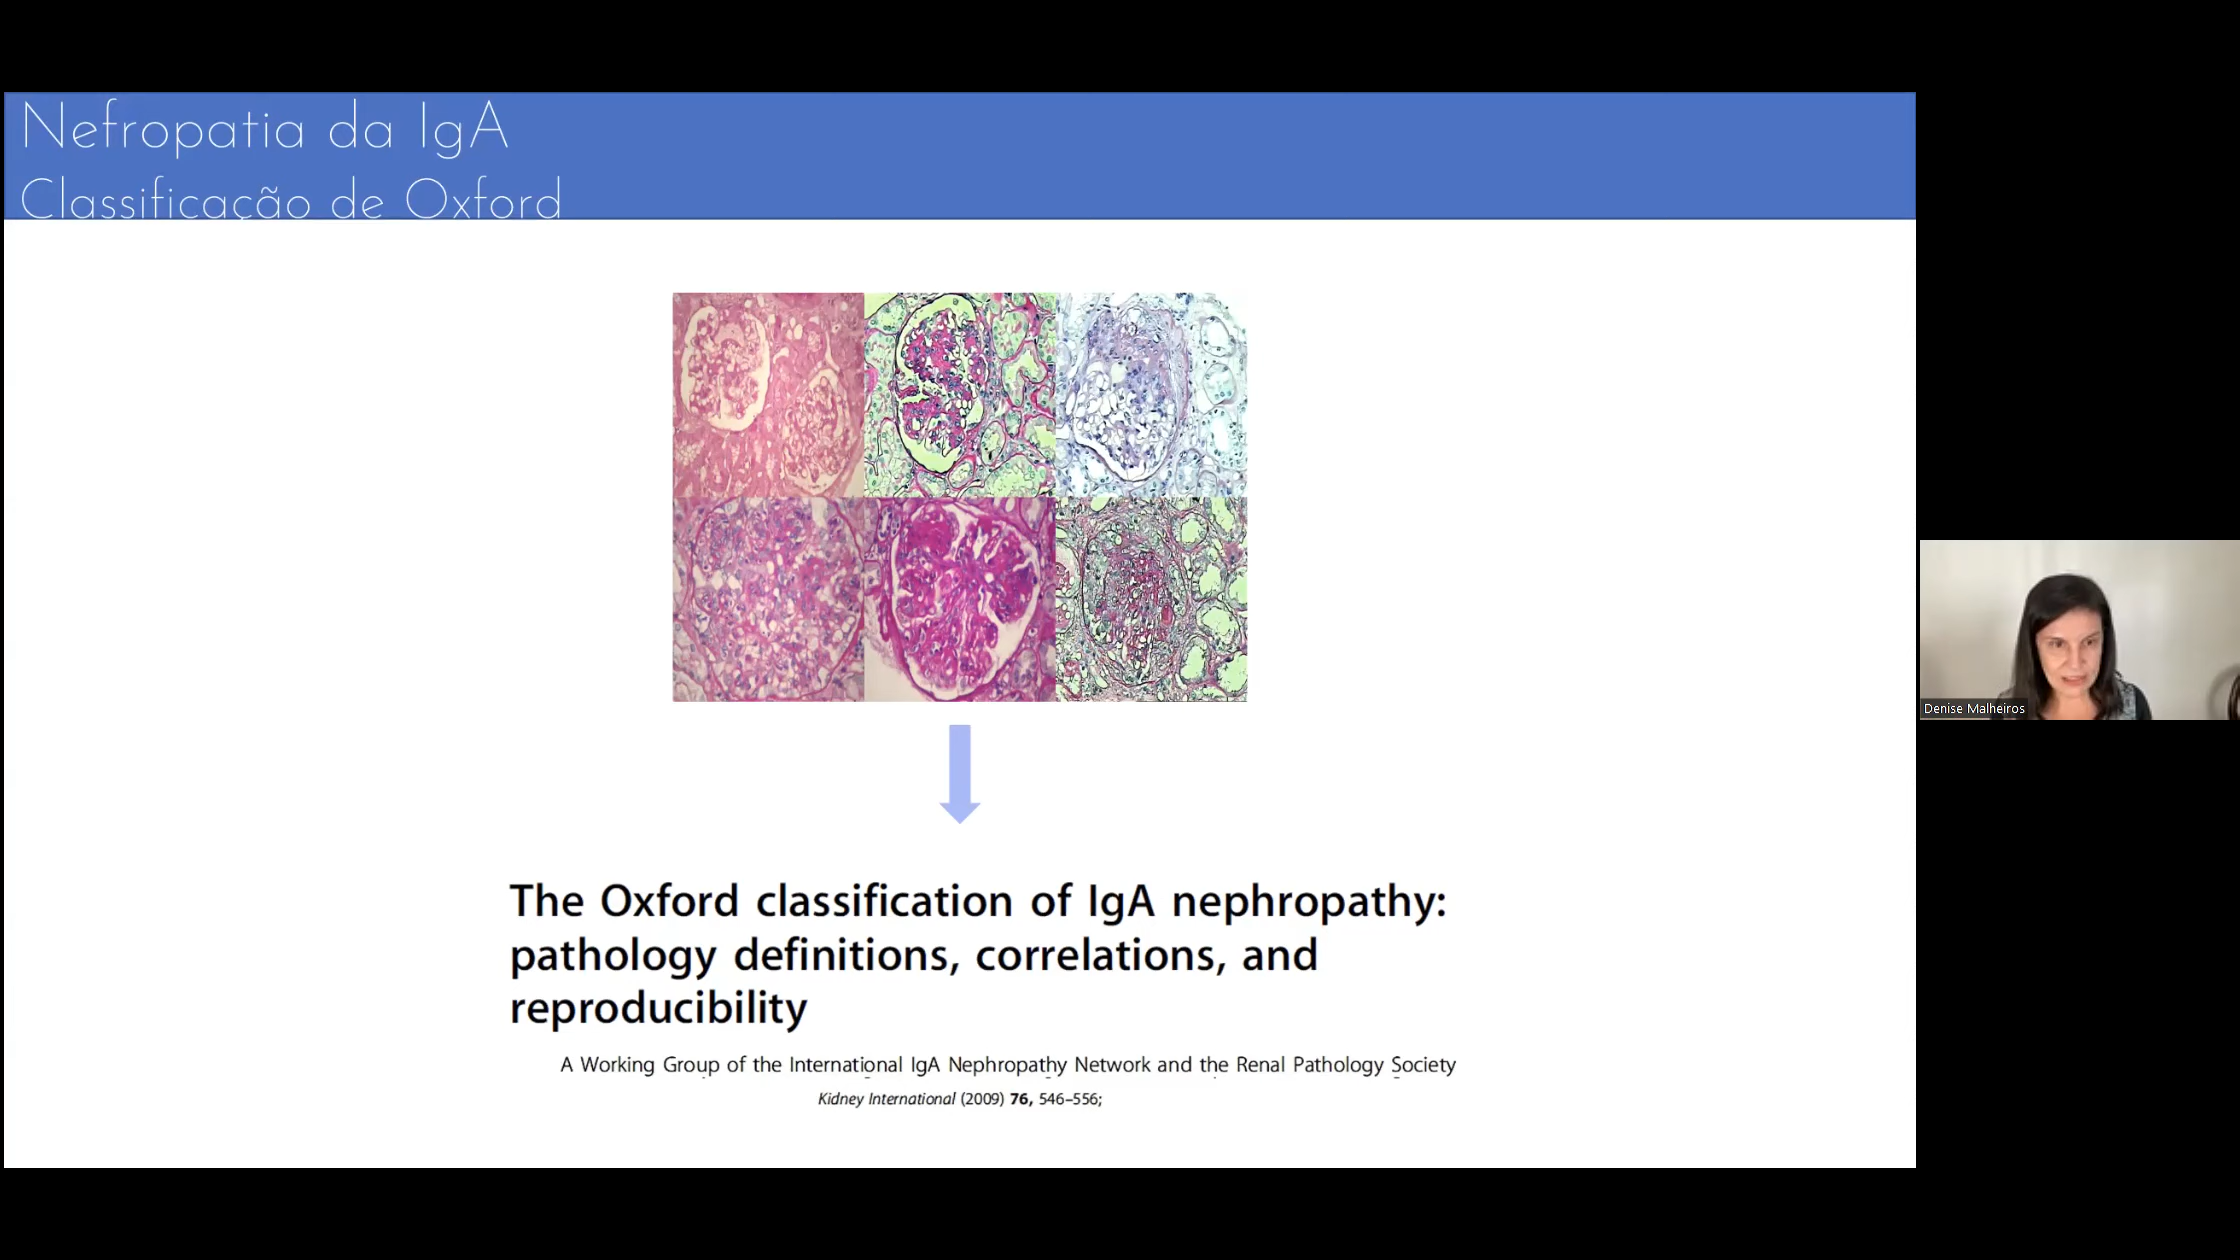 Nefropatia da IgA
Classificação de Oxford
The Oxford classification of IgA nephropathy:
pathology definitions, correlations, and
reproducibility
A Working Group of the International IgA Nephropathy Network and the Renal Pathology Society
Kidney International (2009) 76, 546–556;
Denise Malheiros